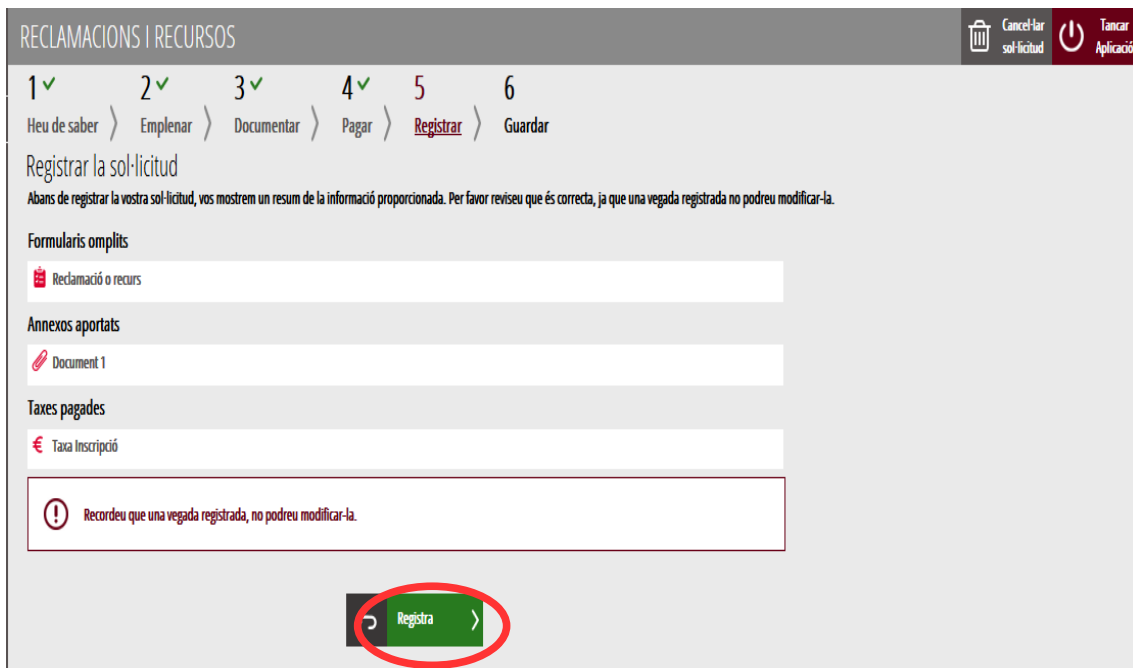 RECLAMACIONS I RECURSOS
Cancel·lar
sol·licitud
Tancar
Aplicació
1 2 3 4 5 6
Heu de saber Emplenar Documentar Pagar Registrar Guardar
Registrar la sol·licitud
Abans de registrar la vostra sol·licitud, vos mostrem un resum de la informació proporcionada. Per favor reviseu que és correcta, ja que una vegada registrada no podreu modificar-la.
Formularis omplits
Reclamació o recurs
Annexos aportats
Document 1
Taxes pagades
€ Taxa Inscripció
Recordeu que una vegada registrada, no podreu modificar-la.
Registra